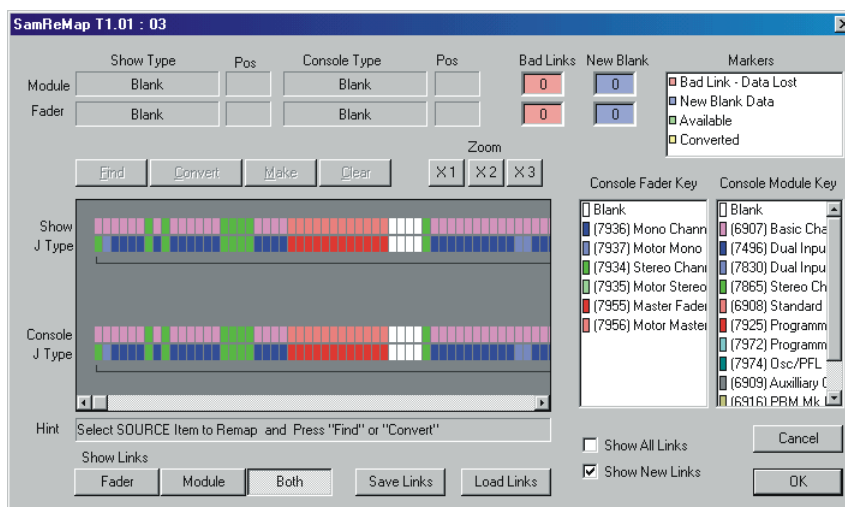 SamReMap T1.01 : 03
Show Type Pos Console Type Pos Bad Links New Blank Markers
Module Blank Blank 0 0
Fader Blank Blank 0 0
Bad Link - Data Lost
New Blank Data
Available
Converted
Zoom
Find Convert Make Clear X1 X2 X3
Console Fader Key
Blank
(7936) Mono Chann
(7937) Motor Mono
(7934) Stereo Chann
(7935) Motor Stereo
(7955) Master Fader
(7956) Motor Master
Console Module Key
Blank
(6907) Basic Cha
(7496) Dual Inpu
(7830) Dual Inpu
(7865) Stereo Ch
(6908) Standard
(7925) Programm
(7972) Programm
(7974) Osc/PFL
(6909) Auxilliary
(6916) PRM Mk
Show
J Type
Console
J Type
Hint Select SOURCE Item to Remap and Press "Find" or "Convert"
Show Links
Fader Module Both Save Links Load Links
Show All Links
Show New Links
Cancel
OK